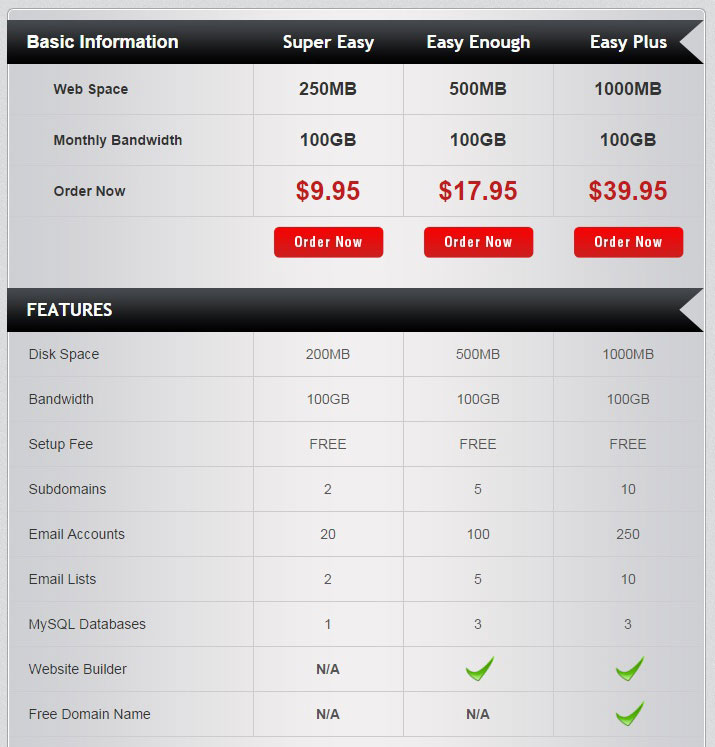 Basic Information Super Easy Easy Enough Easy Plus
Web Space 250MB 500MB 1000MB
Monthly Bandwidth 100GB 100GB 100GB
Order Now $9.95 $17.95 $39.95
Order Now Order Now Order Now
FEATURES
Disk Space 200MB 500MB 1000MB
Bandwidth 100GB 100GB 100GB
Setup Fee FREE FREE FREE
Subdomains 2 5 10
Email Accounts 20 100 250
Email Lists 2 5 10
MySQL Databases 1 3 3
Website Builder N/A
Free Domain Name N/A N/A